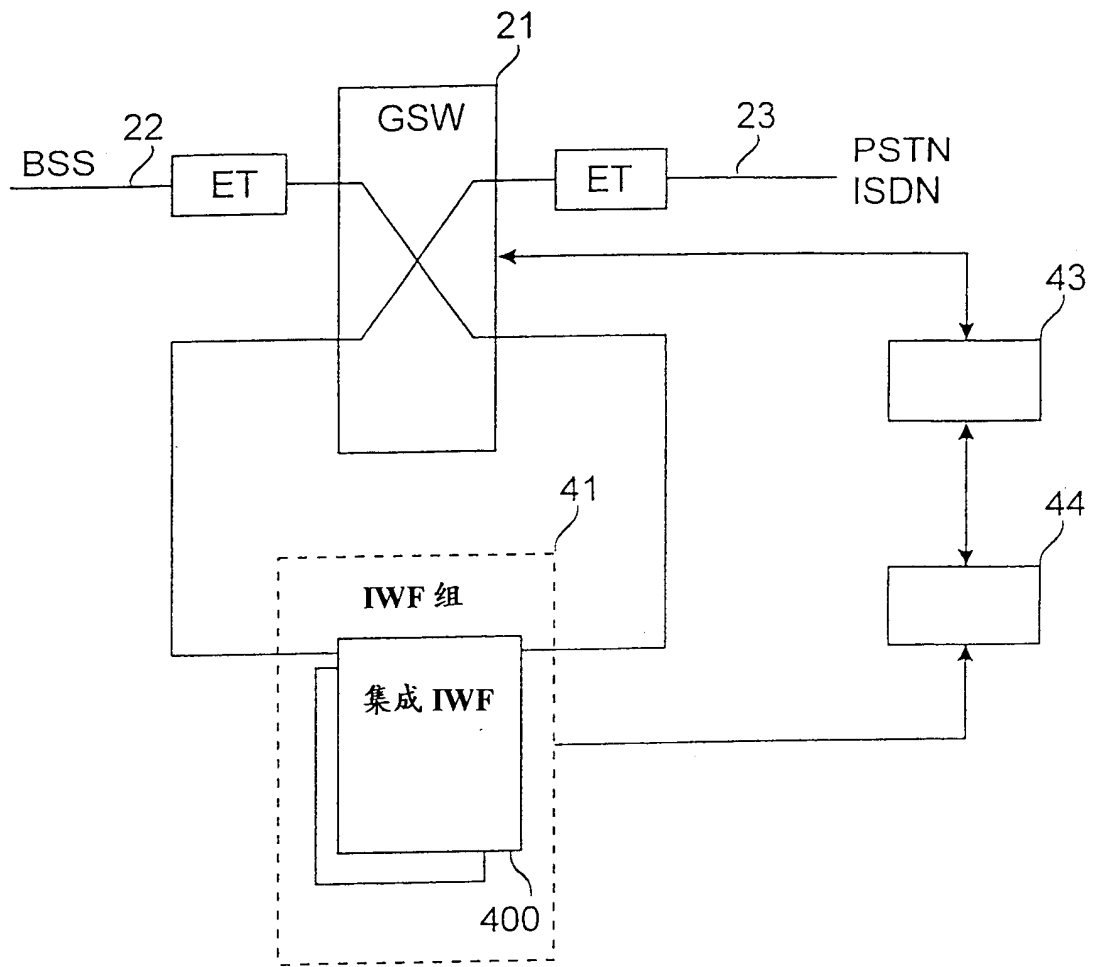 21
GSW
22
23
BSS
ET
ET
PSTN
ISDN
43
41
44
IWF 组
集成 IWF
400